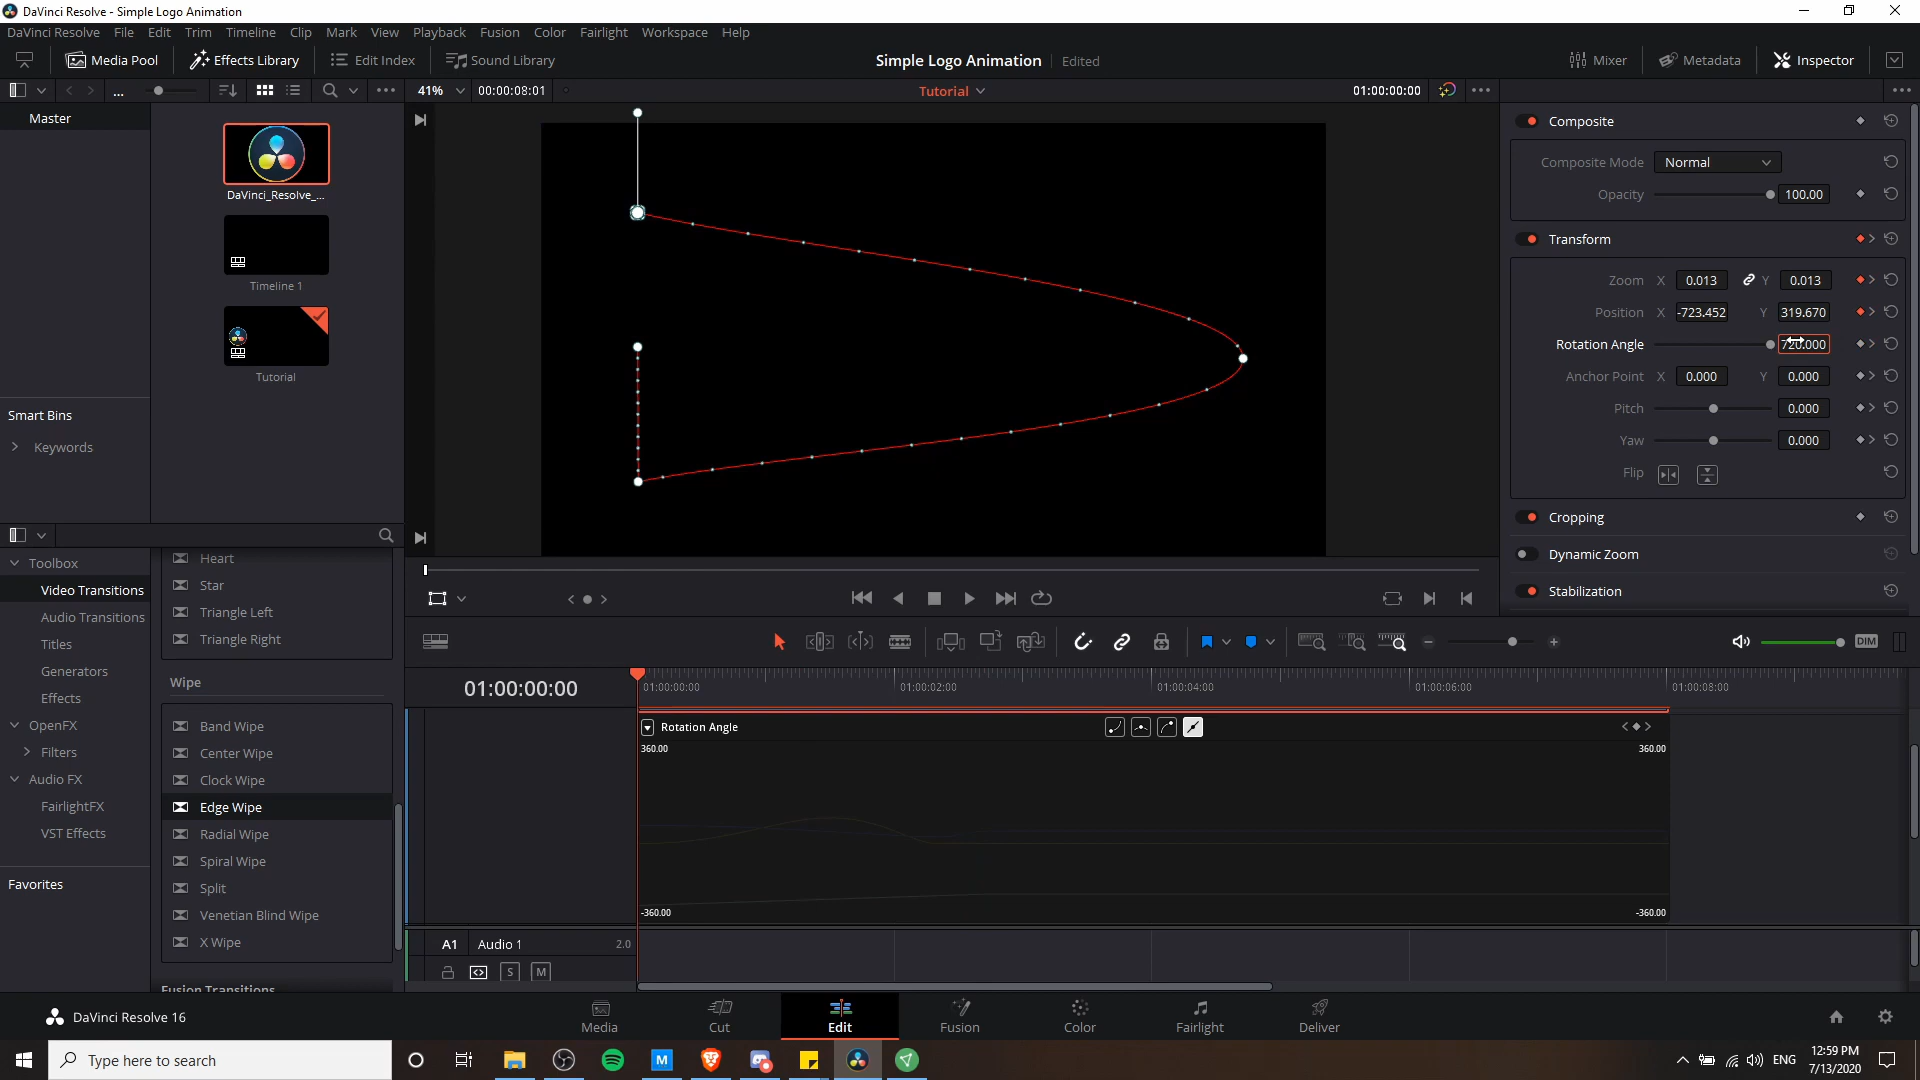 DaVinci Resolve - Simple Logo Animation
DaVinci Resolve File Edit Trim Timeline Clip Mark View Playback Fusion Color Fairlight Workspace Help
Media Pool Effects Library Edit Index Sound Library Simple Logo Animation Edited Mixer Metadata Inspector
... 41% 00:00:08:01 Tutorial 01:00:00:00
Master
DaVinci_Resolve_...
Timeline 1
Tutorial
Smart Bins
Keywords
Composite
Composite Mode Normal
Opacity 100.00
Transform
Zoom X 0.013 Y 0.013
Position X -723.452 Y 319.670
Rotation Angle 720.000
Anchor Point X 0.000 Y 0.000
Pitch 0.000
Yaw 0.000
Flip
Cropping
Dynamic Zoom
Stabilization
Toolbox
Video Transitions
Audio Transitions
Titles
Generators
Effects
OpenFX
Filters
Audio FX
FairlightFX
VST Effects
Favorites
Heart
Star
Triangle Left
Triangle Right
Wipe
Band Wipe
Center Wipe
Clock Wipe
Edge Wipe
Radial Wipe
Spiral Wipe
Split
Venetian Blind Wipe
X Wipe
Fusion Transitions
DIM
01:00:00:00 01:00:00:00 01:00:02:00 01:00:04:00 01:00:06:00 01:00:08:00
Rotation Angle
360.00 360.00
-360.00 -360.00
A1 Audio 1 2.0
S M
DaVinci Resolve 16 Media Cut Edit Fusion Color Fairlight Deliver
Type here to search M ENG 12:59 PM
7/13/2020